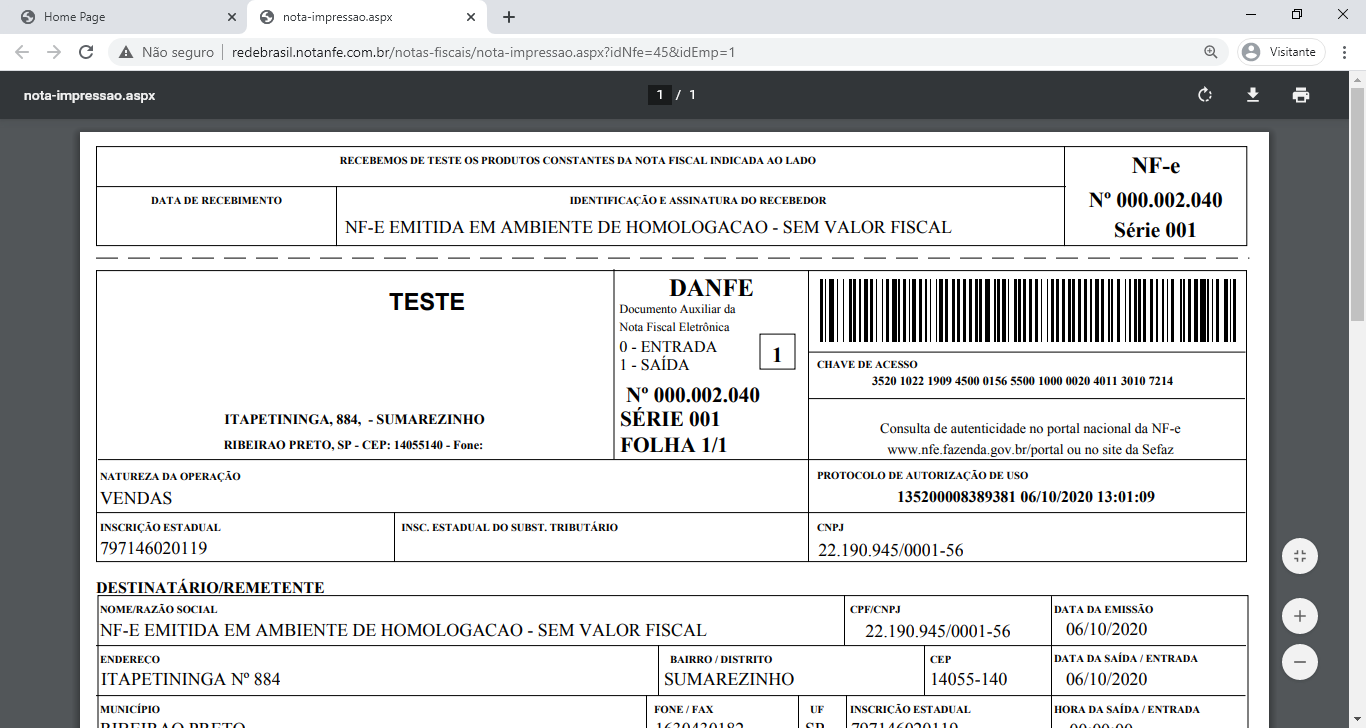 Home Page
nota-impressao.aspx
Não seguro
redebrasil.notanfe.com.br/notas-fiscais/nota-impressao.aspx?idNfe=45&idEmp=1
Visitante
nota-impressao.aspx
1 / 1
RECEBEMOS DE TESTE OS PRODUTOS CONSTANTES DA NOTA FISCAL INDICADA AO LADO
NF-e
Nº 000.002.040
Série 001
DATA DE RECEBIMENTO
IDENTIFICAÇÃO E ASSINATURA DO RECEBEDOR
NF-E EMITIDA EM AMBIENTE DE HOMOLOGACAO - SEM VALOR FISCAL
TESTE
ITAPETININGA, 884, - SUMAREZINHO
RIBEIRAO PRETO, SP - CEP: 14055140 - Fone:
DANFE
Documento Auxiliar da
Nota Fiscal Eletrônica
0 - ENTRADA
1 - SAÍDA
1
Nº 000.002.040
SÉRIE 001
FOLHA 1/1
CHAVE DE ACESSO
3520 1022 1909 4500 0156 5500 1000 0020 4011 3010 7214
Consulta de autenticidade no portal nacional da NF-e
www.nfe.fazenda.gov.br/portal ou no site da Sefaz
NATUREZA DA OPERAÇÃO
VENDAS
PROTOCOLO DE AUTORIZAÇÃO DE USO
135200008389381 06/10/2020 13:01:09
INSCRIÇÃO ESTADUAL
797146020119
INSC. ESTADUAL DO SUBST. TRIBUTÁRIO
CNPJ
22.190.945/0001-56
DESTINATÁRIO/REMETENTE
NOME/RAZÃO SOCIAL
NF-E EMITIDA EM AMBIENTE DE HOMOLOGACAO - SEM VALOR FISCAL
CPF/CNPJ
22.190.945/0001-56
DATA DA EMISSÃO
06/10/2020
ENDEREÇO
ITAPETININGA Nº 884
BAIRRO / DISTRITO
SUMAREZINHO
CEP
14055-140
DATA DA SAÍDA / ENTRADA
06/10/2020
MUNICÍPIO
RIBEIRAO PRETO
FONE / FAX
1630430182
UF
SP
INSCRIÇÃO ESTADUAL
797146020119
HORA DA SAÍDA / ENTRADA
00:00:00